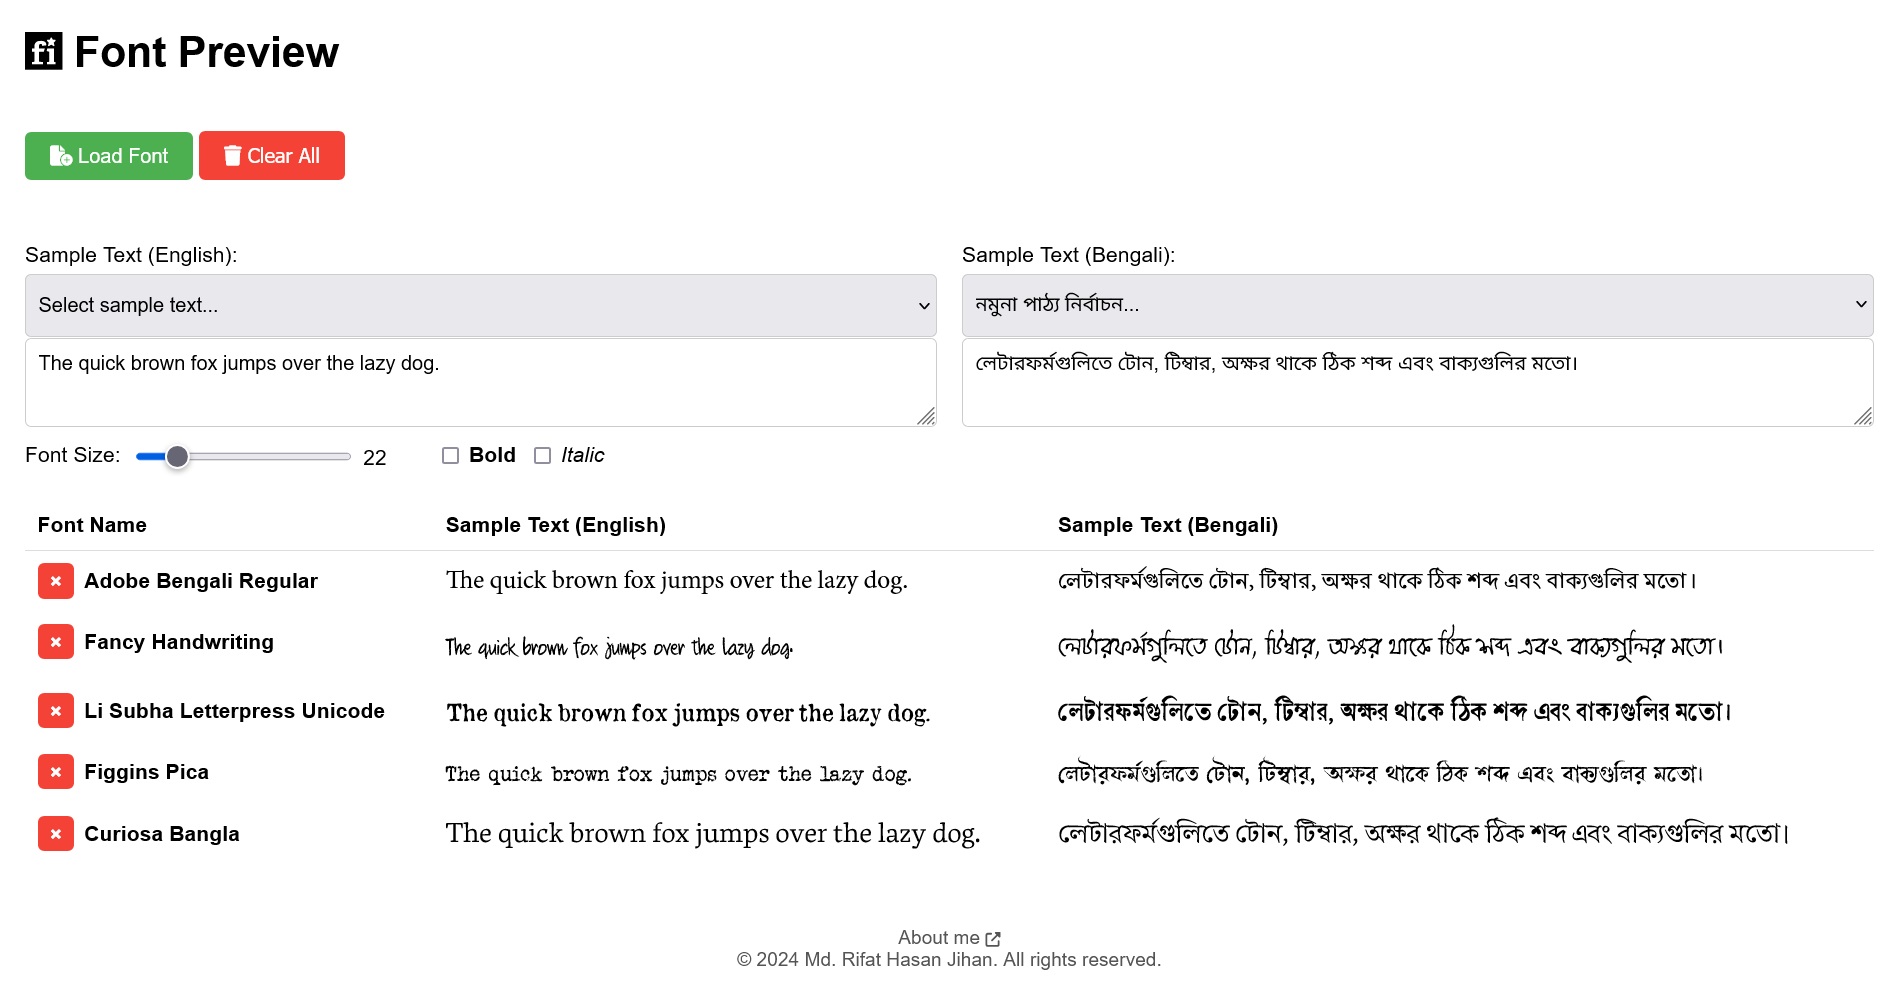 fi Font Preview
Load Font Clear All
Sample Text (English): Sample Text (Bengali):
Select sample text... নমুনা পাঠ্য নির্বাচন...
The quick brown fox jumps over the lazy dog. লেটারফর্মগুলিতে টোন, টিম্বার, অক্ষর থাকে ঠিক শব্দ এবং বাক্যগুলির মতো।
Font Size: 22 Bold Italic
Font Name Sample Text (English) Sample Text (Bengali)
Adobe Bengali Regular The quick brown fox jumps over the lazy dog. লেটারফর্মগুলিতে টোন, টিম্বার, অক্ষর থাকে ঠিক শব্দ এবং বাক্যগুলির মতো।
Fancy Handwriting The quick brown fox jumps over the lazy dog. লেটারফর্মগুলিতে টোন, টিম্বার, অক্ষর থাকে ঠিক শব্দ এবং বাক্যগুলির মতো।
Li Subha Letterpress Unicode The quick brown fox jumps over the lazy dog. লেটারফর্মগুলিতে টোন, টিম্বার, অক্ষর থাকে ঠিক শব্দ এবং বাক্যগুলির মতো।
Figgins Pica The quick brown fox jumps over the lazy dog. লেটারফর্মগুলিতে টোন, টিম্বার, অক্ষর থাকে ঠিক শব্দ এবং বাক্যগুলির মতো।
Curiosa Bangla The quick brown fox jumps over the lazy dog. লেটারফর্মগুলিতে টোন, টিম্বার, অক্ষর থাকে ঠিক শব্দ এবং বাক্যগুলির মতো।
About me
© 2024 Md. Rifat Hasan Jihan. All rights reserved.